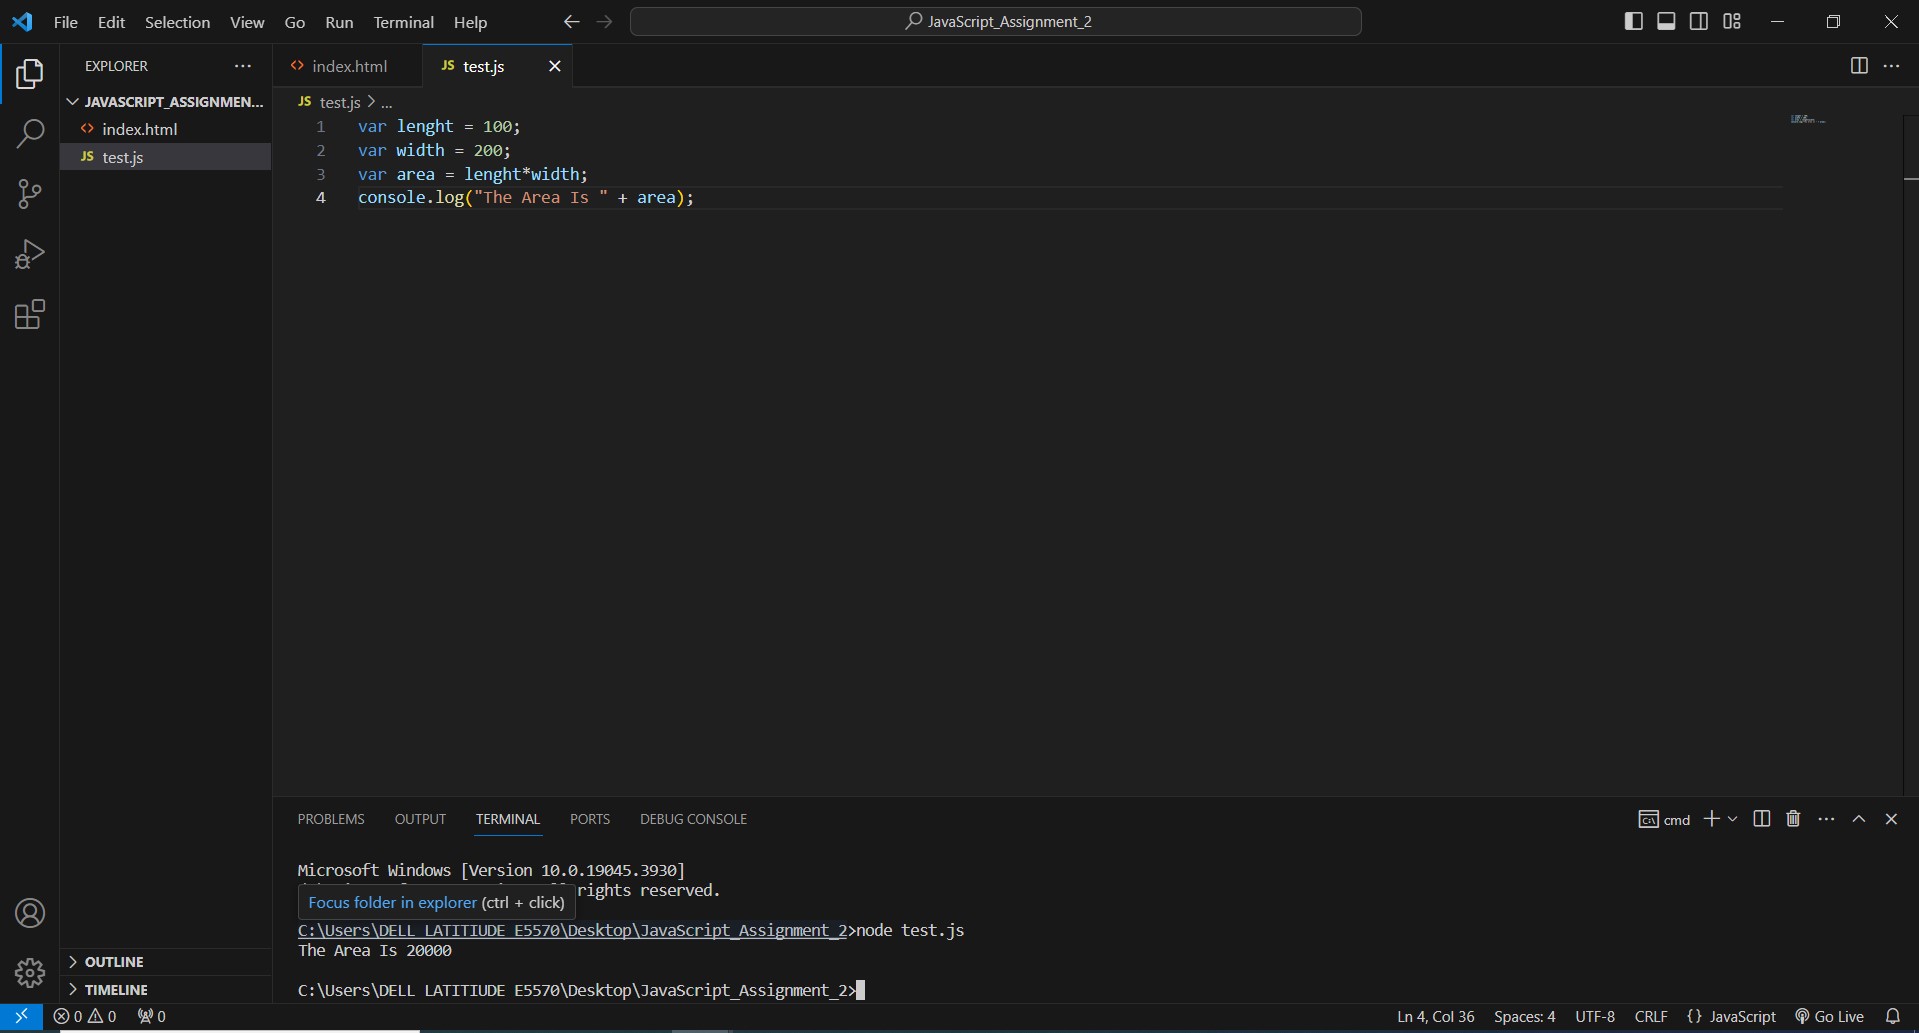 File Edit Selection View Go Run Terminal Help
JavaScript_Assignment_2
EXPLORER
JAVASCRIPT_ASSIGNMEN...
index.html
JS test.js
index.html
JS test.js
JS test.js > ...
1 var lenght = 100;
2 var width = 200;
3 var area = lenght*width;
4 console.log("The Area Is " + area);
PROBLEMS OUTPUT TERMINAL PORTS DEBUG CONSOLE
cmd
Microsoft Windows [Version 10.0.19045.3930]
rights reserved.
Focus folder in explorer (ctrl + click)
C:\Users\DELL LATITIUDE E5570\Desktop\JavaScript_Assignment_2>node test.js
The Area Is 20000
C:\Users\DELL LATITIUDE E5570\Desktop\JavaScript_Assignment_2>
OUTLINE
TIMELINE
0 0 0
Ln 4, Col 36 Spaces: 4 UTF-8 CRLF {} JavaScript Go Live